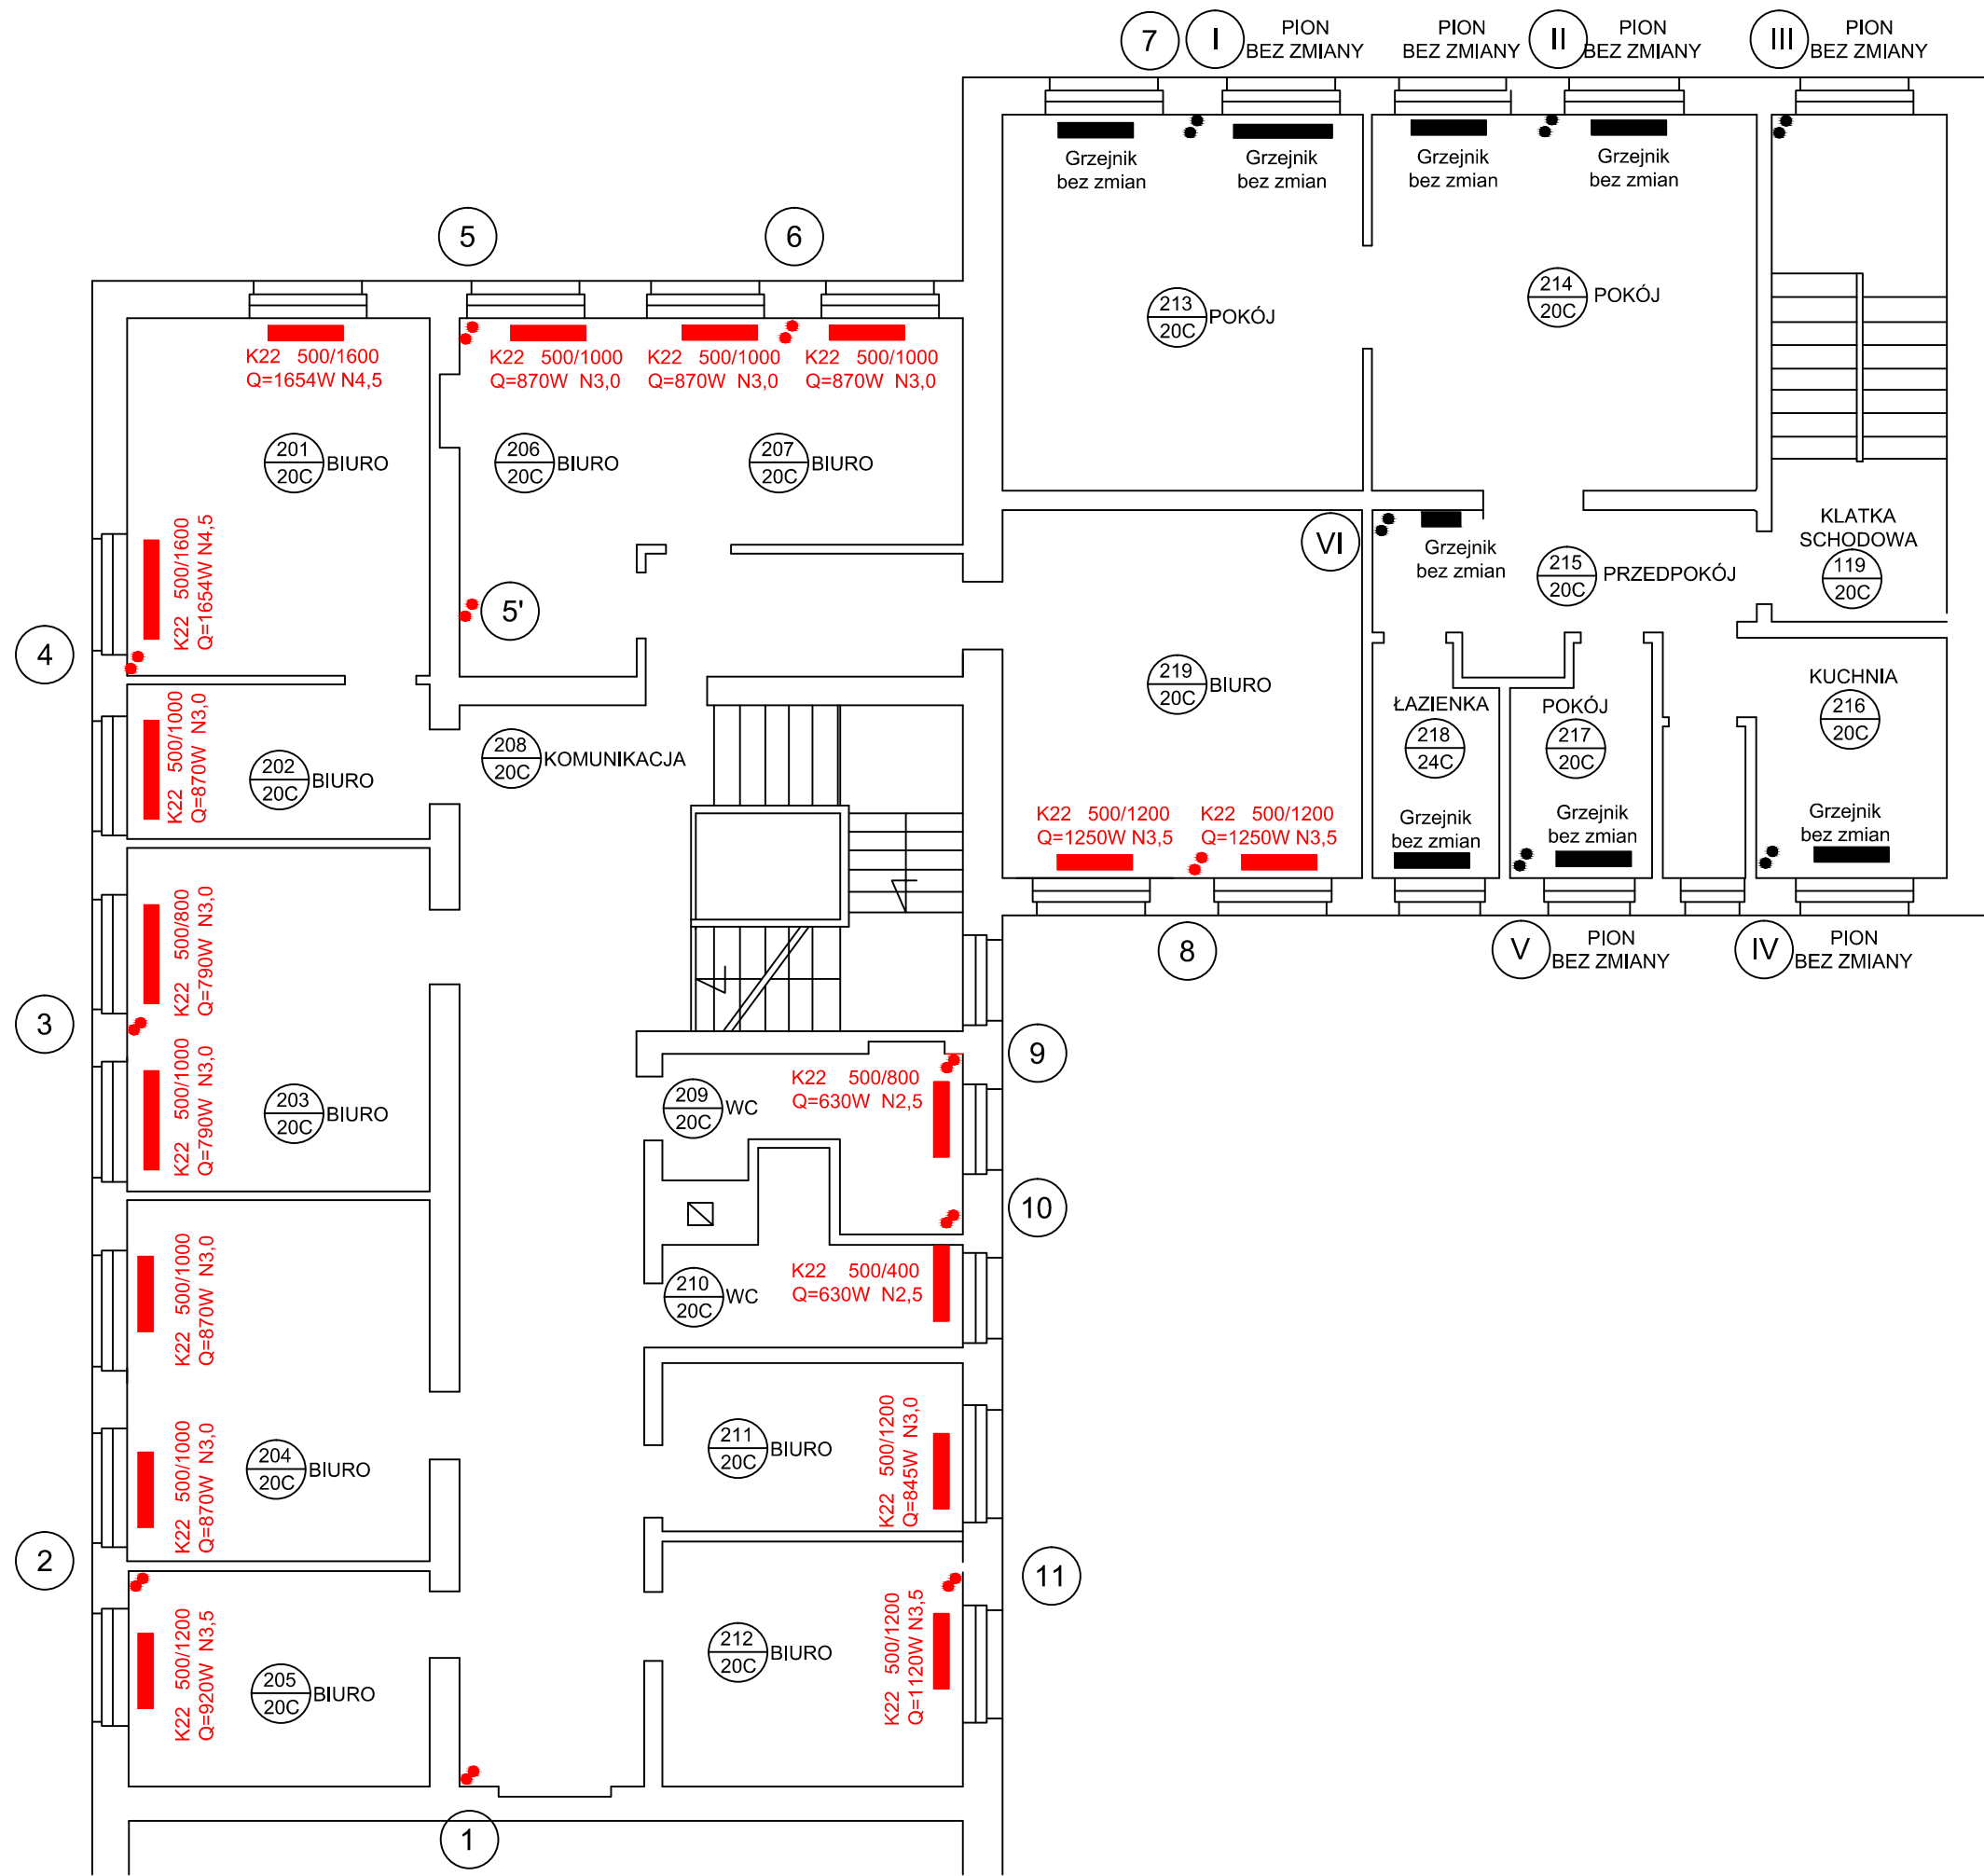 7
I
PION
BEZ ZMIANY
PION
BEZ ZMIANY
II
PION
BEZ ZMIANY
III
PION
BEZ ZMIANY
Grzejnik
bez zmian
Grzejnik
bez zmian
Grzejnik
bez zmian
Grzejnik
bez zmian
5
6
213
20C
POKÓJ
214
20C
POKÓJ
K22 500/1600
Q=1654W N4,5
K22 500/1000
Q=870W N3,0
K22 500/1000
Q=870W N3,0
K22 500/1000
Q=870W N3,0
201
20C
BIURO
206
20C
BIURO
207
20C
BIURO
K22 500/1600
Q=1654W N4,5
VI
Grzejnik
bez zmian
215
20C
PRZEDPOKÓJ
KLATKA
SCHODOWA
119
20C
5'
4
K22 500/1000
Q=870W N3,0
202
20C
BIURO
208
20C
KOMUNIKACJA
219
20C
BIURO
ŁAZIENKA
218
24C
POKÓJ
217
20C
KUCHNIA
216
20C
K22 500/1200
Q=1250W N3,5
K22 500/1200
Q=1250W N3,5
Grzejnik
bez zmian
Grzejnik
bez zmian
Grzejnik
bez zmian
8
V
PION
BEZ ZMIANY
IV
PION
BEZ ZMIANY
K22 500/800
Q=790W N3,0
3
K22 500/1000
Q=790W N3,0
203
20C
BIURO
9
209
20C
WC
K22 500/800
Q=630W N2,5
10
210
20C
WC
K22 500/400
Q=630W N2,5
K22 500/1000
Q=870W N3,0
K22 500/1000
Q=870W N3,0
204
20C
BIURO
211
20C
BIURO
K22 500/1200
Q=845W N3,0
2
11
K22 500/1200
Q=920W N3,5
205
20C
BIURO
212
20C
BIURO
K22 500/1200
Q=1120W N3,5
1